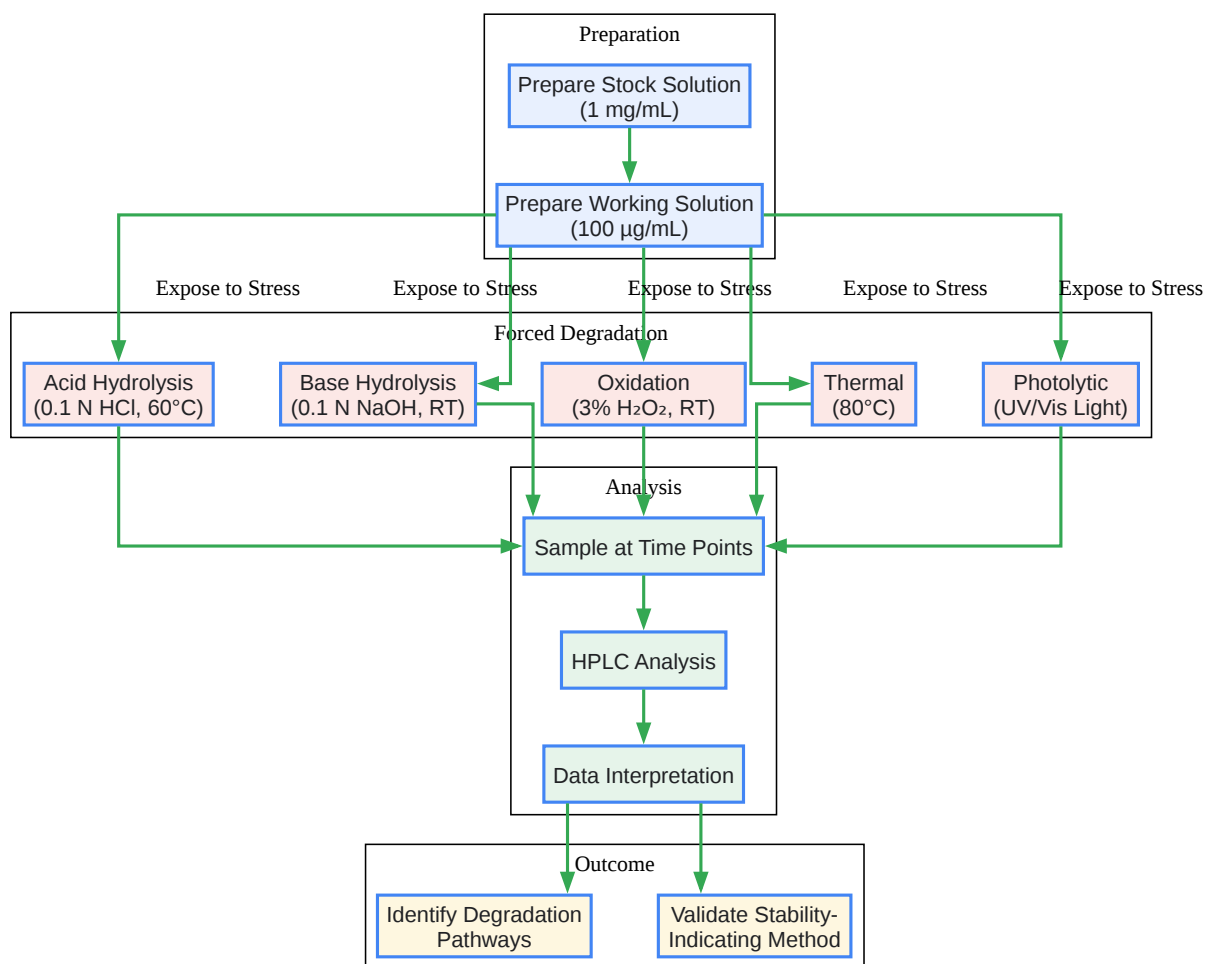 Preparation
Prepare Stock Solution
(1 mg/mL)
Prepare Working Solution
(100 µg/mL)
Expose to Stress
Expose to Stress
Expose to Stress
Expose to Stress
Expose to Stress
Forced Degradation
Acid Hydrolysis
(0.1 N HCl, 60°C)
Base Hydrolysis
(0.1 N NaOH, RT)
Oxidation
(3% H₂O₂, RT)
Thermal
(80°C)
Photolytic
(UV/Vis Light)
Analysis
Sample at Time Points
HPLC Analysis
Data Interpretation
Outcome
Identify Degradation
Pathways
Validate Stability-
Indicating Method